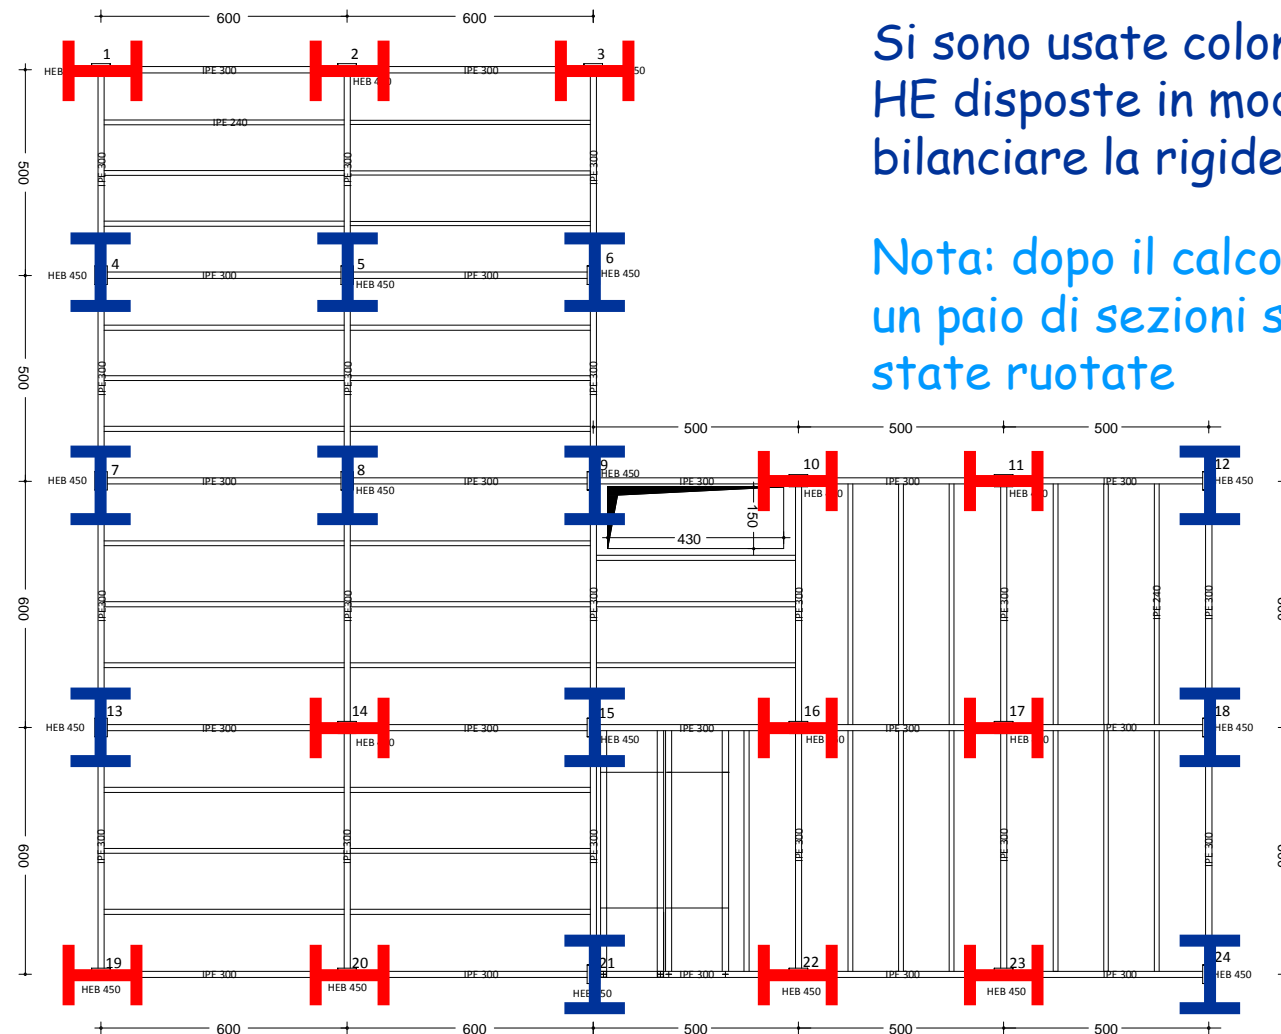 600 600
Si sono usate
HE disposte in
bilanciare la
Nota: dopo il
un paio di sezioni
state ruotate
1 2 3
IPE 300 IPE 300
IPE 240
500
IPE 300 IPE 300 IPE 300
4 5 6
HEB 450 IPE 300 HEB 450 IPE 300 HEB 450
500
IPE 300 IPE 300 IPE 300
500 500 500
7 8 9 10 11 12
HEB 450 IPE 300 HEB 450 IPE 300 HEB 450 IPE 300 IPE 300 IPE 300 HEB 450
150
430
600
IPE 300 IPE 300 IPE 300 IPE 300 IPE 300 IPE 240 IPE 300
13 14 15 16 17 18
HEB 450 IPE 300 IPE 300 HEB 450 IPE 300 IPE 300 IPE 300 HEB 450
600
IPE 300 IPE 300 IPE 300 IPE 300 IPE 300 IPE 300
19 20 21 22 23 24
HEB 450 IPE 300 HEB 450 IPE 300 IPE 300 HEB 450 IPE 300 HEB 450 IPE 300 HEB 450
600 600 500 500 500